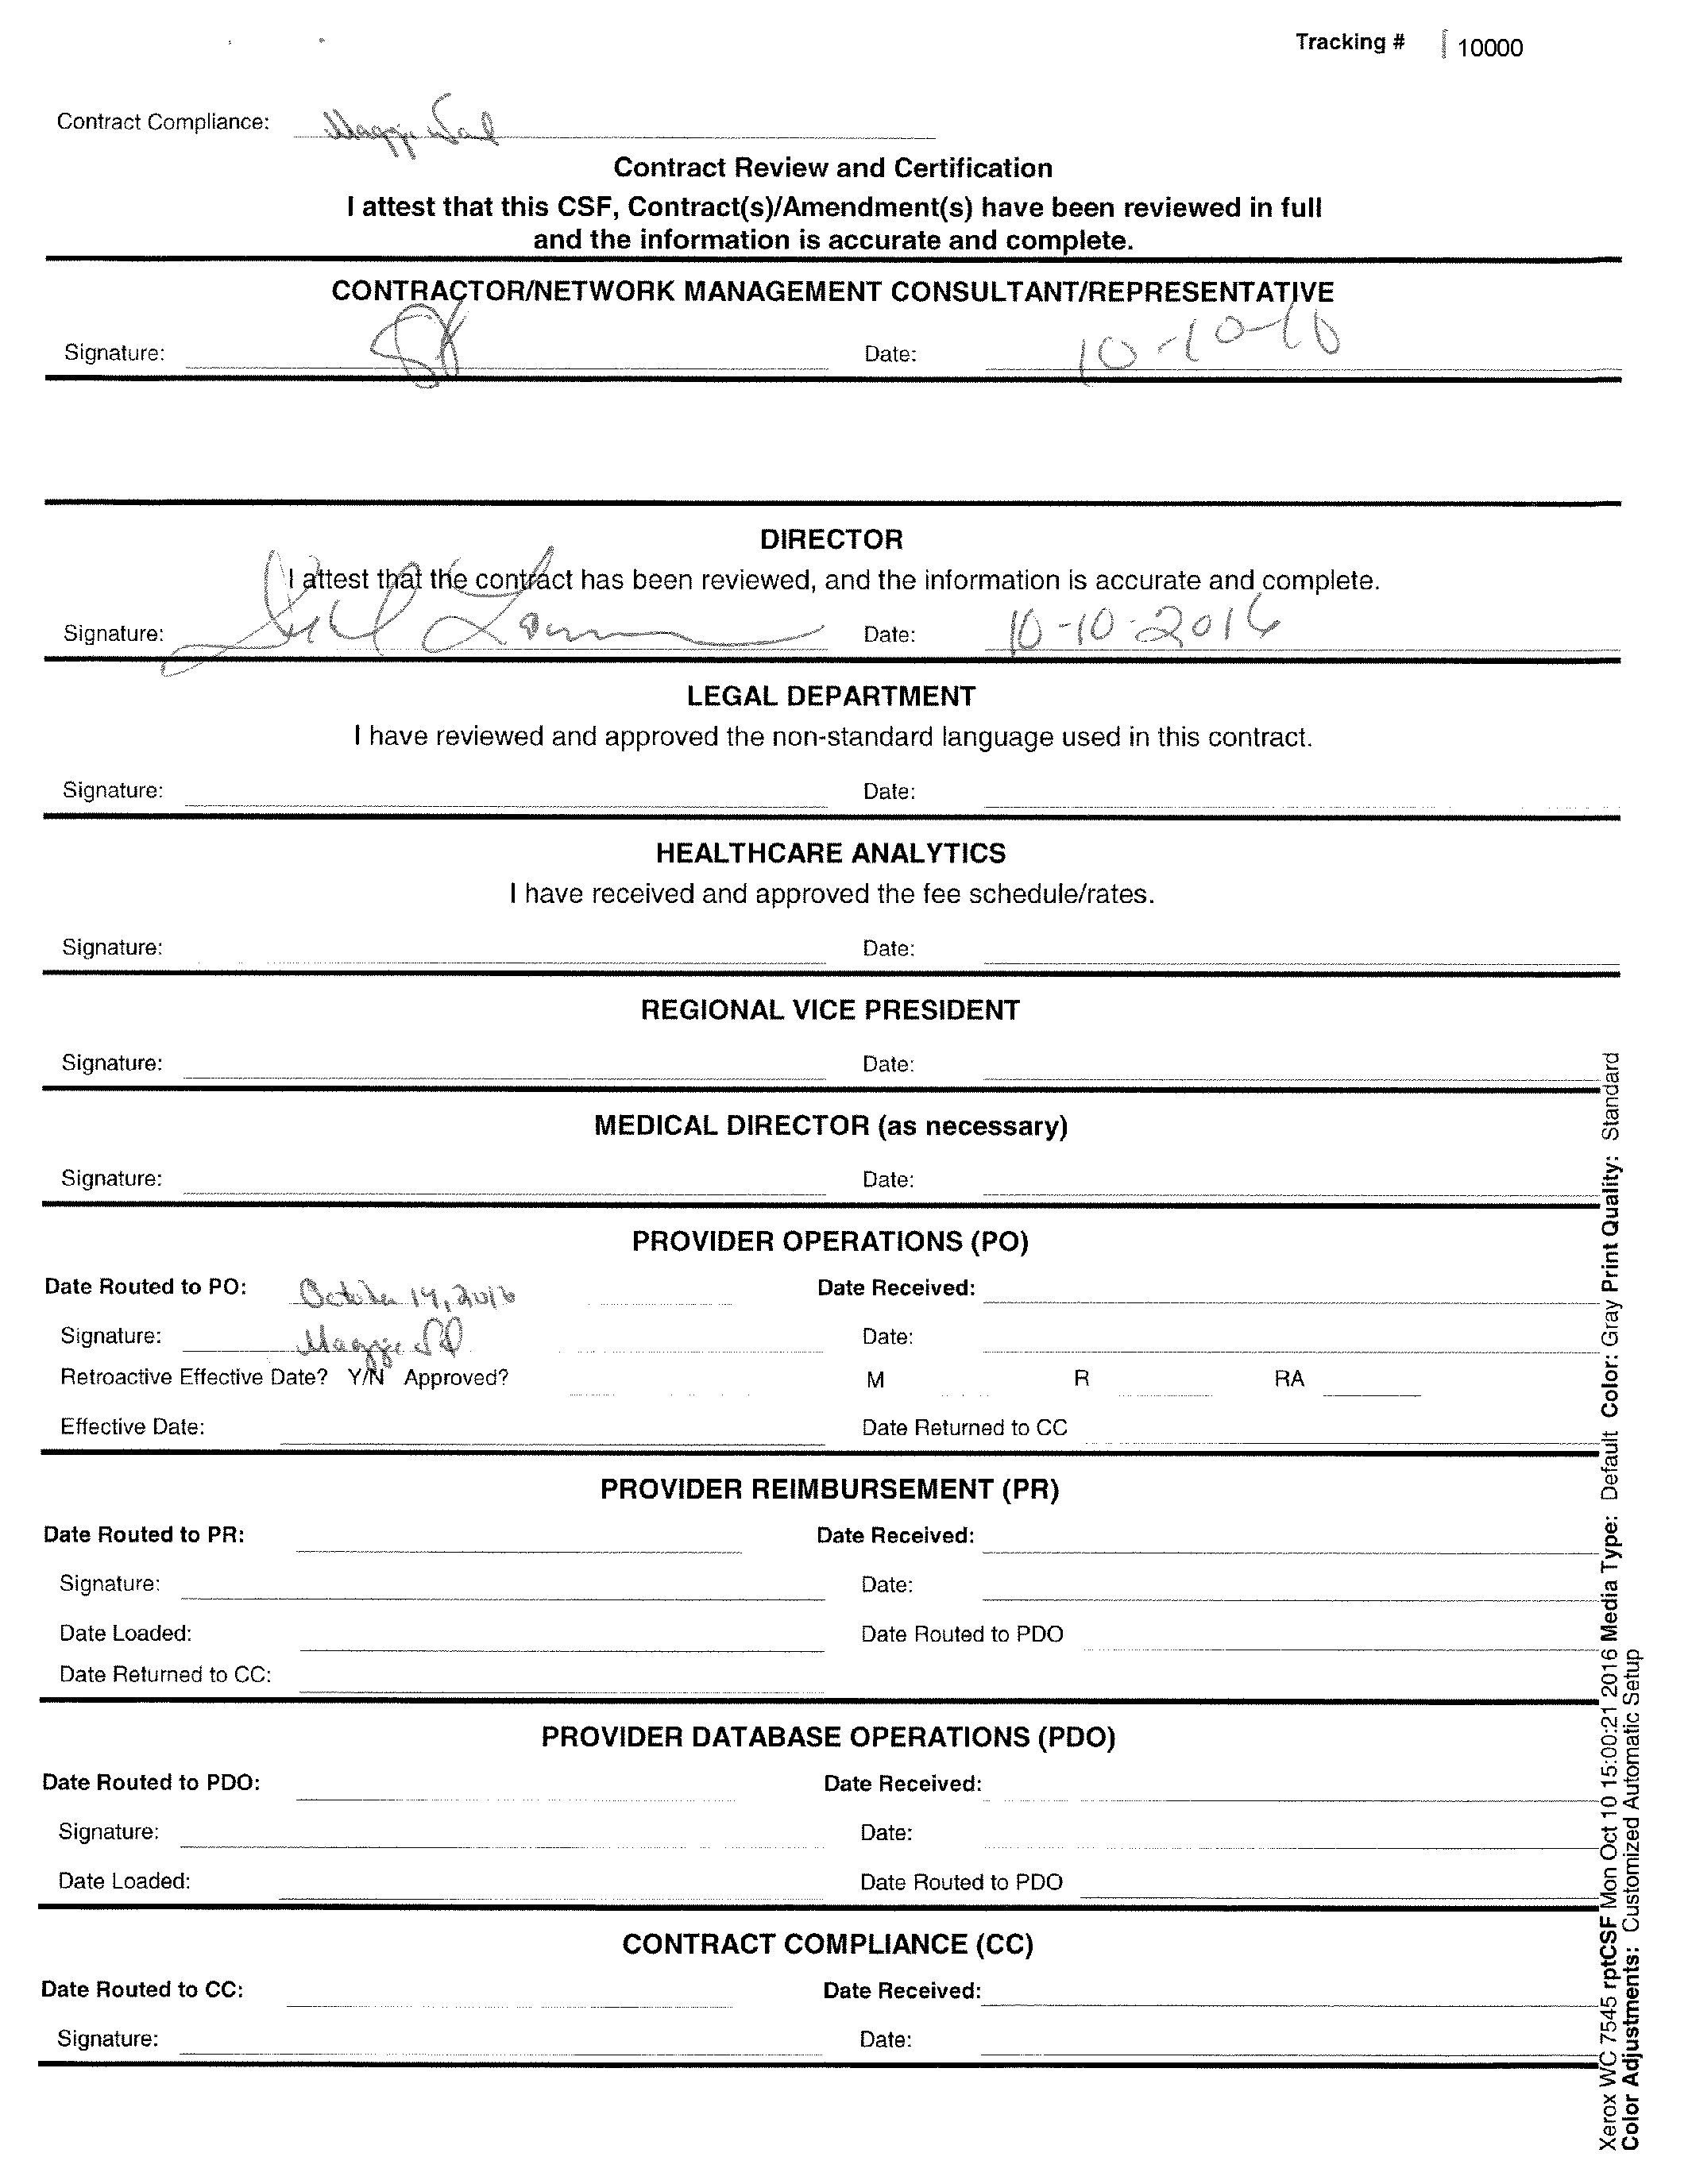 Tracking # 10000
Contract Compliance: Maggie
Contract Review and Certification
I attest that this CSF, Contract(s)/Amendment(s) have been reviewed in full
and the information is accurate and complete.
CONTRACTOR/NETWORK MANAGEMENT CONSULTANT/REPRESENTATIVE
Signature: Date: 10-10-16
DIRECTOR
I attest that the contract has been reviewed, and the information is accurate and complete.
Signature: Date: 10-10-2016
LEGAL DEPARTMENT
I have reviewed and approved the non-standard language used in this contract.
Signature: Date:
HEALTHCARE ANALYTICS
I have received and approved the fee schedule/rates.
Signature: Date:
REGIONAL VICE PRESIDENT
Signature: Date:
MEDICAL DIRECTOR (as necessary)
Signature: Date:
PROVIDER OPERATIONS (PO)
Date Routed to PO: October 14, 2016 Date Received:
Signature: Maggie Date:
Retroactive Effective Date? Y/N Approved? M R RA
Effective Date: Date Returned to CC
PROVIDER REIMBURSEMENT (PR)
Date Routed to PR: Date Received:
Signature: Date:
Date Loaded: Date Routed to PDO
Date Returned to CC:
PROVIDER DATABASE OPERATIONS (PDO)
Date Routed to PDO: Date Received:
Signature: Date:
Date Loaded: Date Routed to PDO
CONTRACT COMPLIANCE (CC)
Date Routed to CC: Date Received:
Signature: Date:
Xerox WC 7545 rptCSF Mon Oct 10 15:00:21 2016 Media Type: Default Color: Gray Print Quality: Standard
Color Adjustments: Customized Automatic Setup